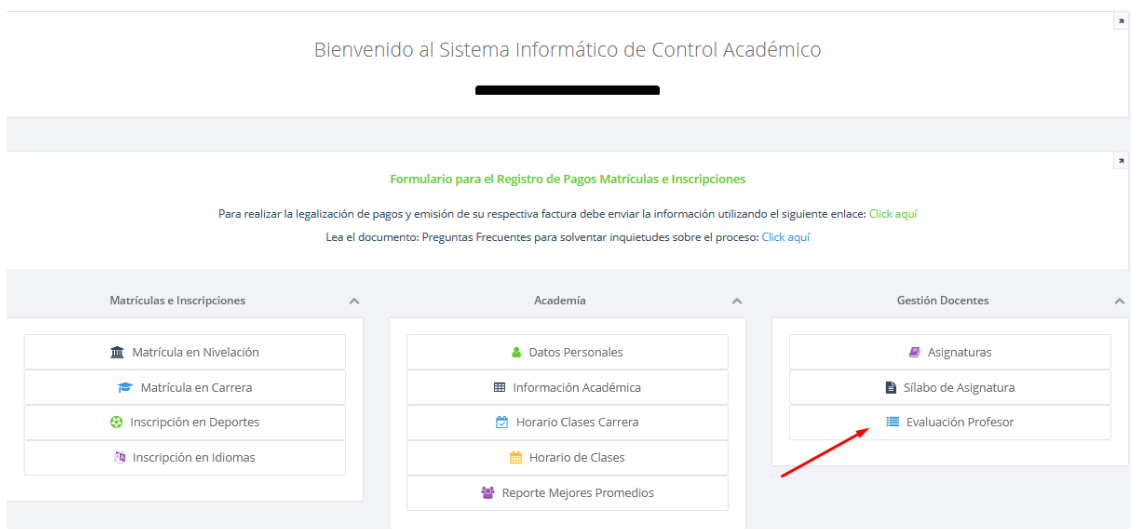 Bienvenido al Sistema Informático de Control Académico
Formulario para el Registro de Pagos Matrículas e Inscripciones
Para realizar la legalización de pagos y emisión de su respectiva factura debe enviar la información utilizando el siguiente enlace: Click aquí
Lea el documento: Preguntas Frecuentes para solventar inquietudes sobre el proceso: Click aquí
Matrículas e Inscripciones
Matrícula en Nivelación
Matrícula en Carrera
Inscripción en Deportes
Inscripción en Idiomas
Academía
Datos Personales
Información Académica
Horario Clases Carrera
Horario de Clases
Reporte Mejores Promedios
Gestión Docentes
Asignaturas
Sílabo de Asignatura
Evaluación Profesor